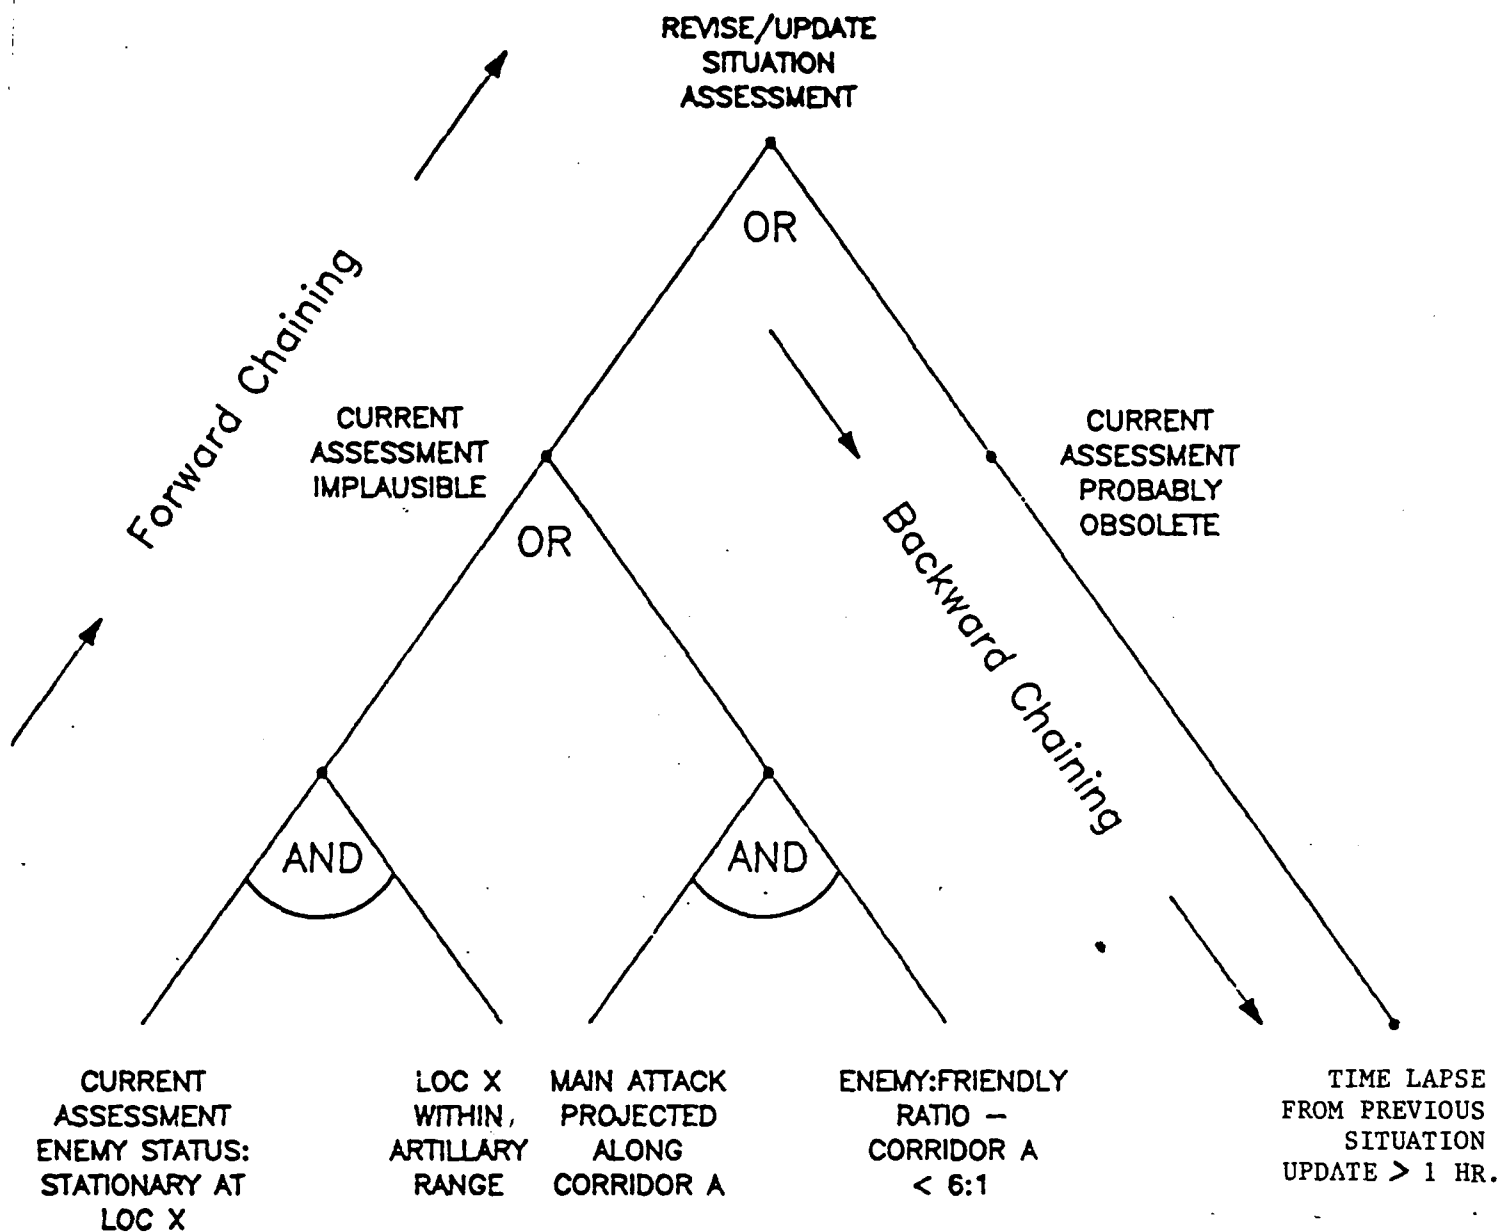 REVISE/UPDATE
SITUATION
ASSESSMENT
OR
Forward Chaining
CURRENT
ASSESSMENT
IMPLAUSIBLE
OR
CURRENT
ASSESSMENT
PROBABLY
OBSOLETE
Backward Chaining
AND
AND
CURRENT
ASSESSMENT
ENEMY STATUS:
STATIONARY AT
LOC X
LOC X
WITHIN,
ARTILLARY
RANGE
MAIN ATTACK
PROJECTED
ALONG
CORRIDOR A
ENEMY:FRIENDLY
RATIO –
CORRIDOR A
< 6:1
TIME LAPSE
FROM PREVIOUS
SITUATION
UPDATE > 1 HR.